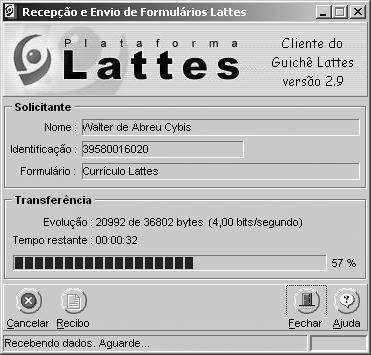 Recepção e Envio de Formulários Lattes
Plataforma
Lattes
Cliente do
Guichê Lattes
versão 2.9
Solicitante
Nome : Walter de Abreu Cybis
Identificação : 39580016020
Formulário : Currículo Lattes
Transferência
Evolução : 20992 de 36802 bytes (4,00 bits/segundo)
Tempo restante : 00:00:32
57 %
Cancelar Recibo Fechar Ajuda
Recebendo dados. Aguarde...